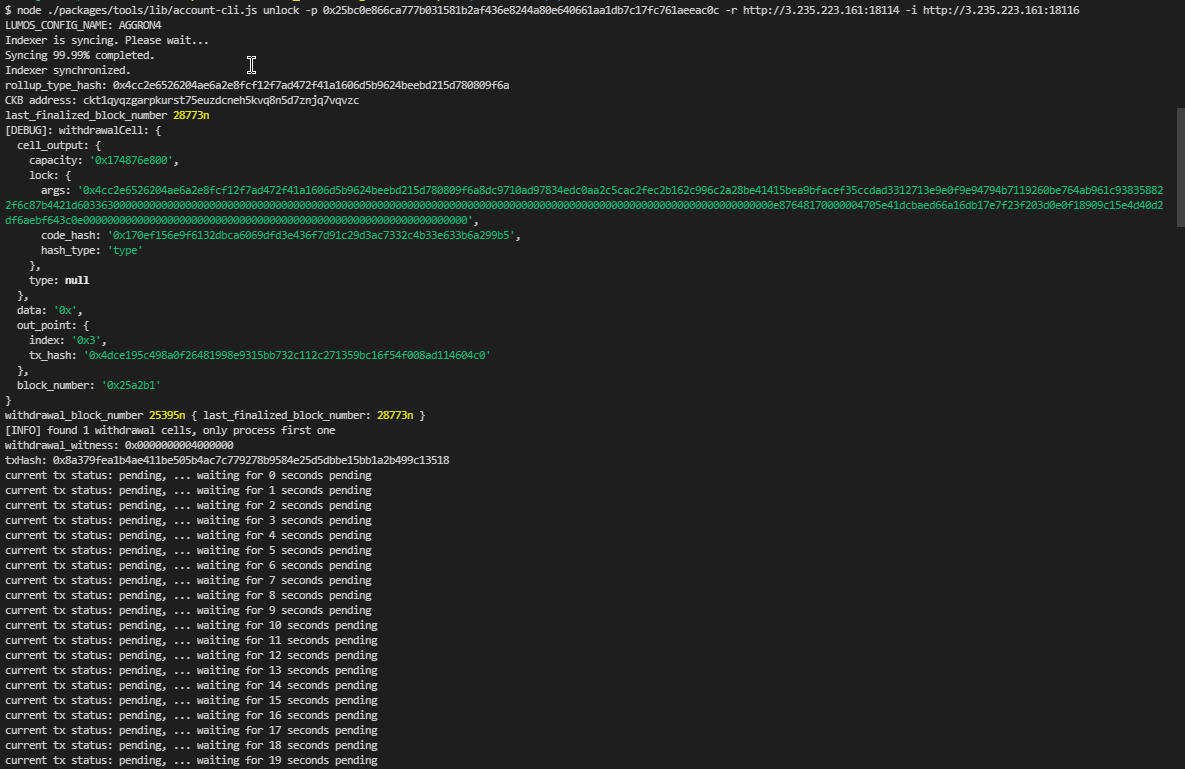 $ node ./packages/tools/lib/account-cli.js unlock -p 0x25bc0e866ca777b031581b2af436e8244a80e640661aa1db7c17fc761aeeac0c -r http://3.235.223.161:18114 -i http://3.235.223.161:18116
LUMOS_CONFIG_NAME: AGGRON4
Indexer is syncing. Please wait...
Syncing 99.99% completed.
Indexer synchronized.
rollup_type_hash: 0x4cc2e6526204ae6a2e8fcf12f7ad472f41a1606d5b9624beebd215d780809f6a
CKB address: ckt1qyqzgarpkurst75euzdcneh5kvq8n5d7znjq7vqvzc
last_finalized_block_number 28773n
[DEBUG]: withdrawalCell: {
cell_output: {
capacity: '0x174876e800',
lock: {
code_hash: '0x170ef156e9f6132dbca6069dfd3e436f7d91c29d3ac7332c4b33e633b6a299b5',
hash_type: 'type'
},
type: null
},
data: '0x',
out_point: {
index: '0x3',
tx_hash: '0x4dce195c498a0f26481998e9315bb732c112c271359bc16f54f008ad114604c0'
},
block_number: '0x25a2b1'
}
withdrawal_block_number 25395n { last_finalized_block_number: 28773n }
[INFO] found 1 withdrawal cells, only process first one
withdrawal_witness: 0x0000000004000000
txHash: 0x8a379fea1b4ae411be505b4ac7c779278b9584e25d5dbbe15bb1a2b499c13518
current tx status: pending, ... waiting for 0 seconds pending
current tx status: pending, ... waiting for 1 seconds pending
current tx status: pending, ... waiting for 2 seconds pending
current tx status: pending, ... waiting for 3 seconds pending
current tx status: pending, ... waiting for 4 seconds pending
current tx status: pending, ... waiting for 5 seconds pending
current tx status: pending, ... waiting for 6 seconds pending
current tx status: pending, ... waiting for 7 seconds pending
current tx status: pending, ... waiting for 8 seconds pending
current tx status: pending, ... waiting for 9 seconds pending
current tx status: pending, ... waiting for 10 seconds pending
current tx status: pending, ... waiting for 11 seconds pending
current tx status: pending, ... waiting for 12 seconds pending
current tx status: pending, ... waiting for 13 seconds pending
current tx status: pending, ... waiting for 14 seconds pending
current tx status: pending, ... waiting for 15 seconds pending
current tx status: pending, ... waiting for 16 seconds pending
current tx status: pending, ... waiting for 17 seconds pending
current tx status: pending, ... waiting for 18 seconds pending
current tx status: pending, ... waiting for 19 seconds pending